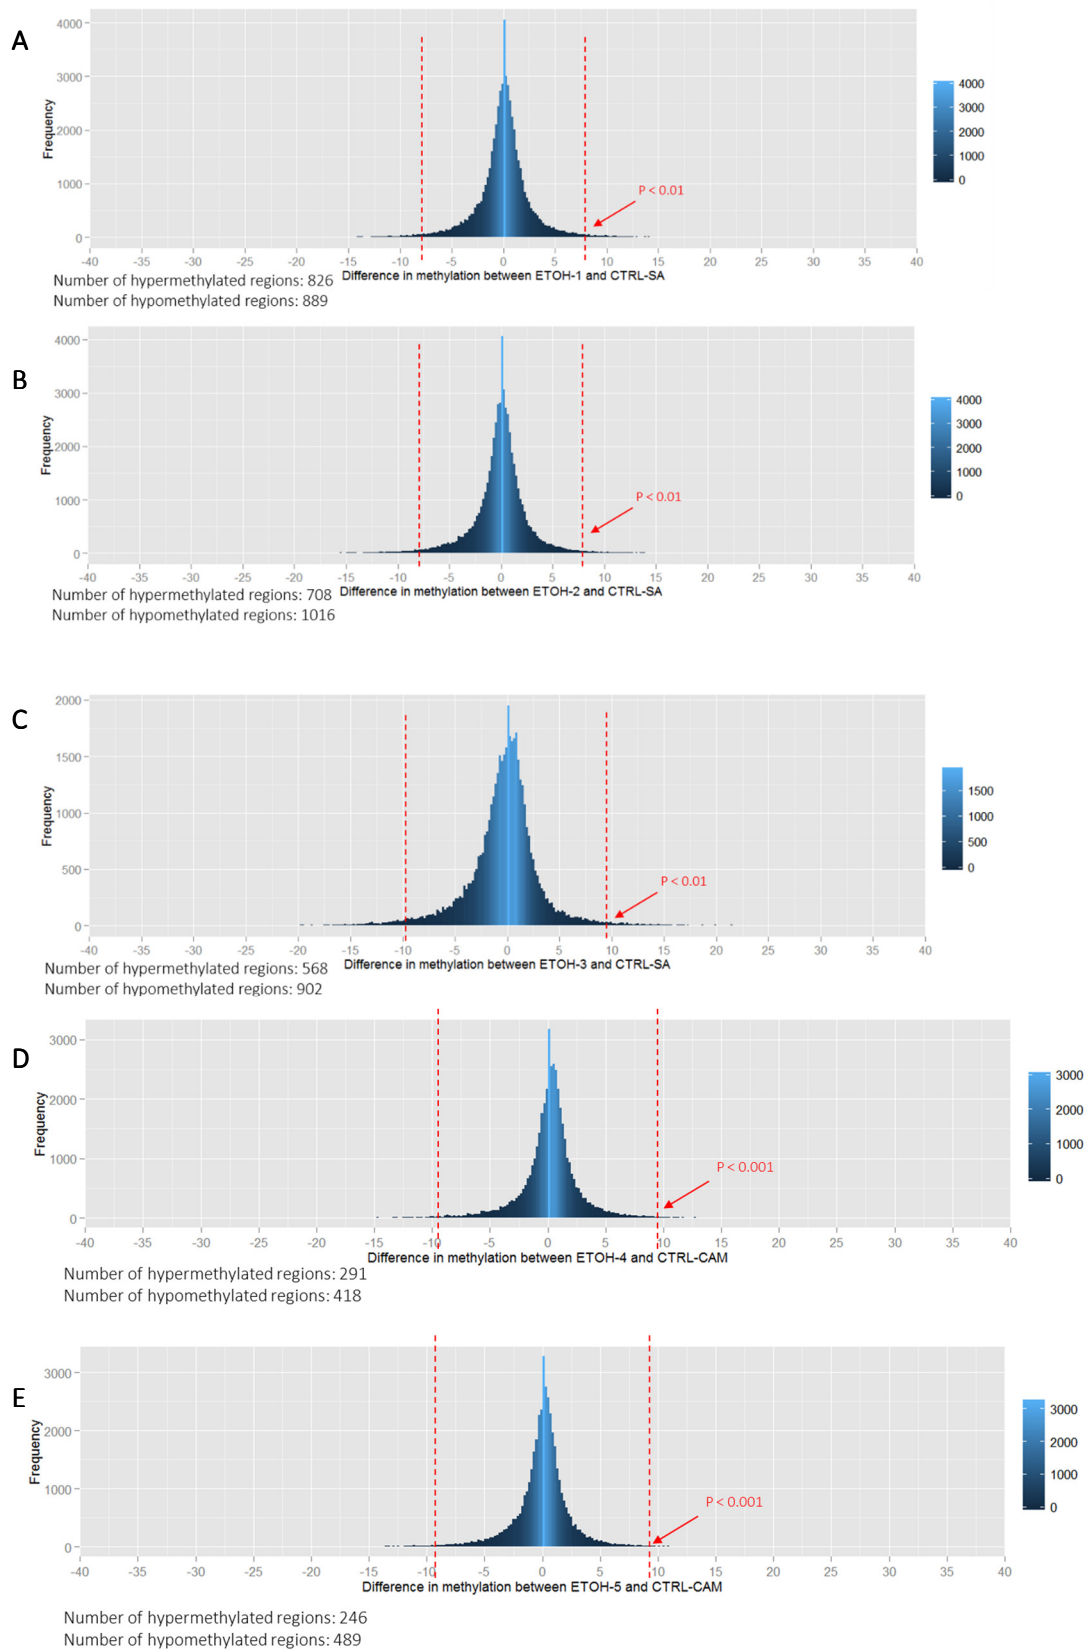 A
4000
3000
2000
1000
0
Frequency
P < 0.01
4000
3000
2000
1000
0
-40 -35 -30 -25 -20 -15 -10 -5 0 5 10 15 20 25 30 35 40
Difference in methylation between ETOH-1 and CTRL-SA
Number of hypermethylated regions: 826
Number of hypomethylated regions: 889
B
4000
3000
2000
1000
0
Frequency
P < 0.01
4000
3000
2000
1000
0
-40 -35 -30 -25 -20 -15 -10 -5 0 5 10 15 20 25 30 35 40
Difference in methylation between ETOH-2 and CTRL-SA
Number of hypermethylated regions: 708
Number of hypomethylated regions: 1016
C
2000
1500
1000
500
0
Frequency
P < 0.01
1500
1000
500
0
-40 -35 -30 -25 -20 -15 -10 -5 0 5 10 15 20 25 30 35 40
Difference in methylation between ETOH-3 and CTRL-SA
Number of hypermethylated regions: 568
Number of hypomethylated regions: 902
D
3000
2000
1000
0
Frequency
P < 0.001
3000
2000
1000
0
-40 -35 -30 -25 -20 -15 -10 -5 0 5 10 15 20 25 30 35 40
Difference in methylation between ETOH-4 and CTRL-CAM
Number of hypermethylated regions: 291
Number of hypomethylated regions: 418
E
3000
2000
1000
0
Frequency
P < 0.001
3000
2000
1000
0
-40 -35 -30 -25 -20 -15 -10 -5 0 5 10 15 20 25 30 35 40
Difference in methylation between ETOH-5 and CTRL-CAM
Number of hypermethylated regions: 246
Number of hypomethylated regions: 489